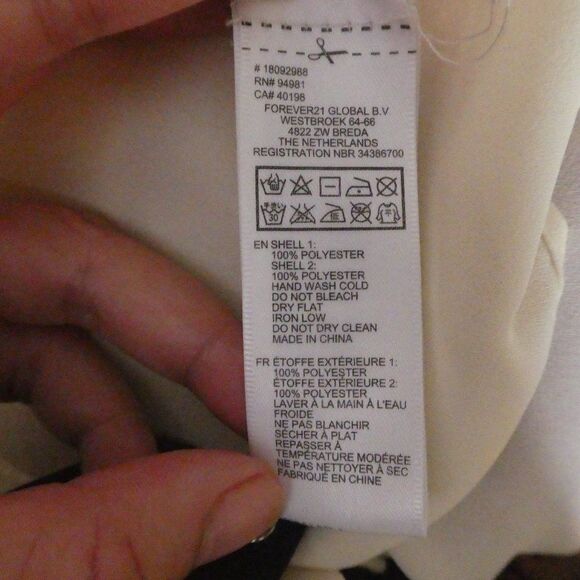 # 18092988
RN# 94981
CA# 40198
FOREVER21 GLOBAL B.V
WESTBROEK 64-66
4822 ZW BREDA
THE NETHERLANDS
REGISTRATION NBR 34386700
30
EN SHELL 1:
100% POLYESTER
SHELL 2:
100% POLYESTER
HAND WASH COLD
DO NOT BLEACH
DRY FLAT
IRON LOW
DO NOT DRY CLEAN
MADE IN CHINA
FR ÉTOFFE EXTÉRIEURE 1:
100% POLYESTER
ÉTOFFE EXTÉRIEURE 2:
100% POLYESTER
LAVER À LA MAIN À L'EAU
FROIDE
NE PAS BLANCHIR
SÉCHER À PLAT
REPASSER À
TEMPÉRATURE MODÉRÉE
NE PAS NETTOYER À SEC
FABRIQUÉ EN CHINE